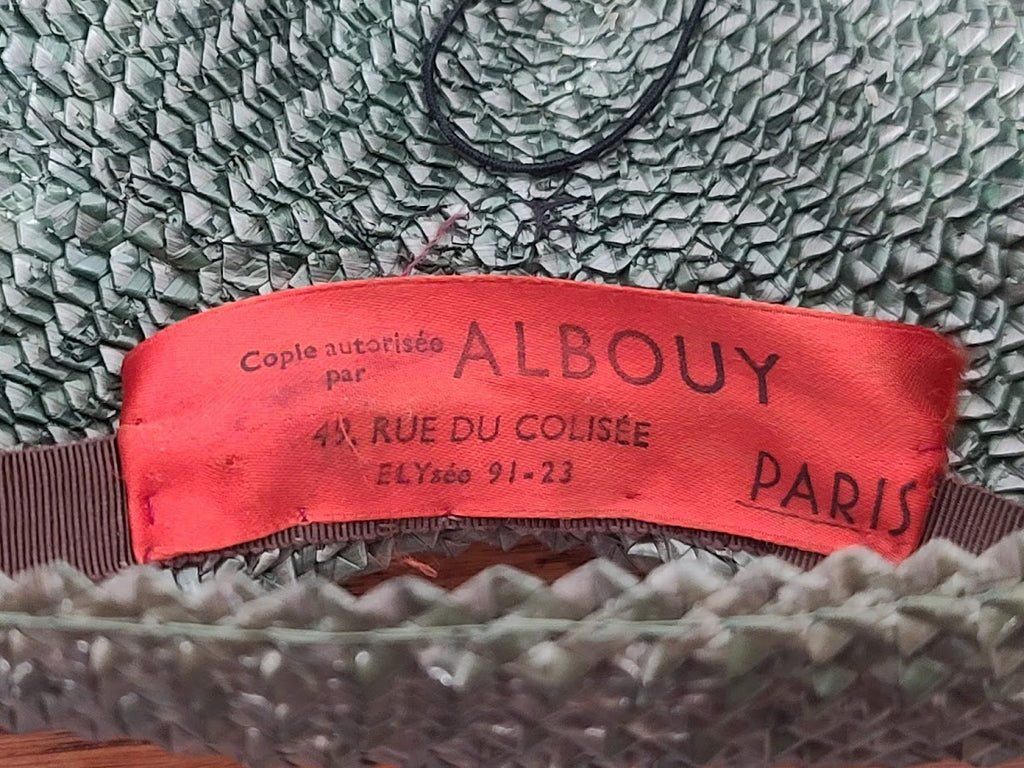 Copie autorisée
par ALBOUY
RUE DU COLISÉE
ELYsée 91-23
PARIS